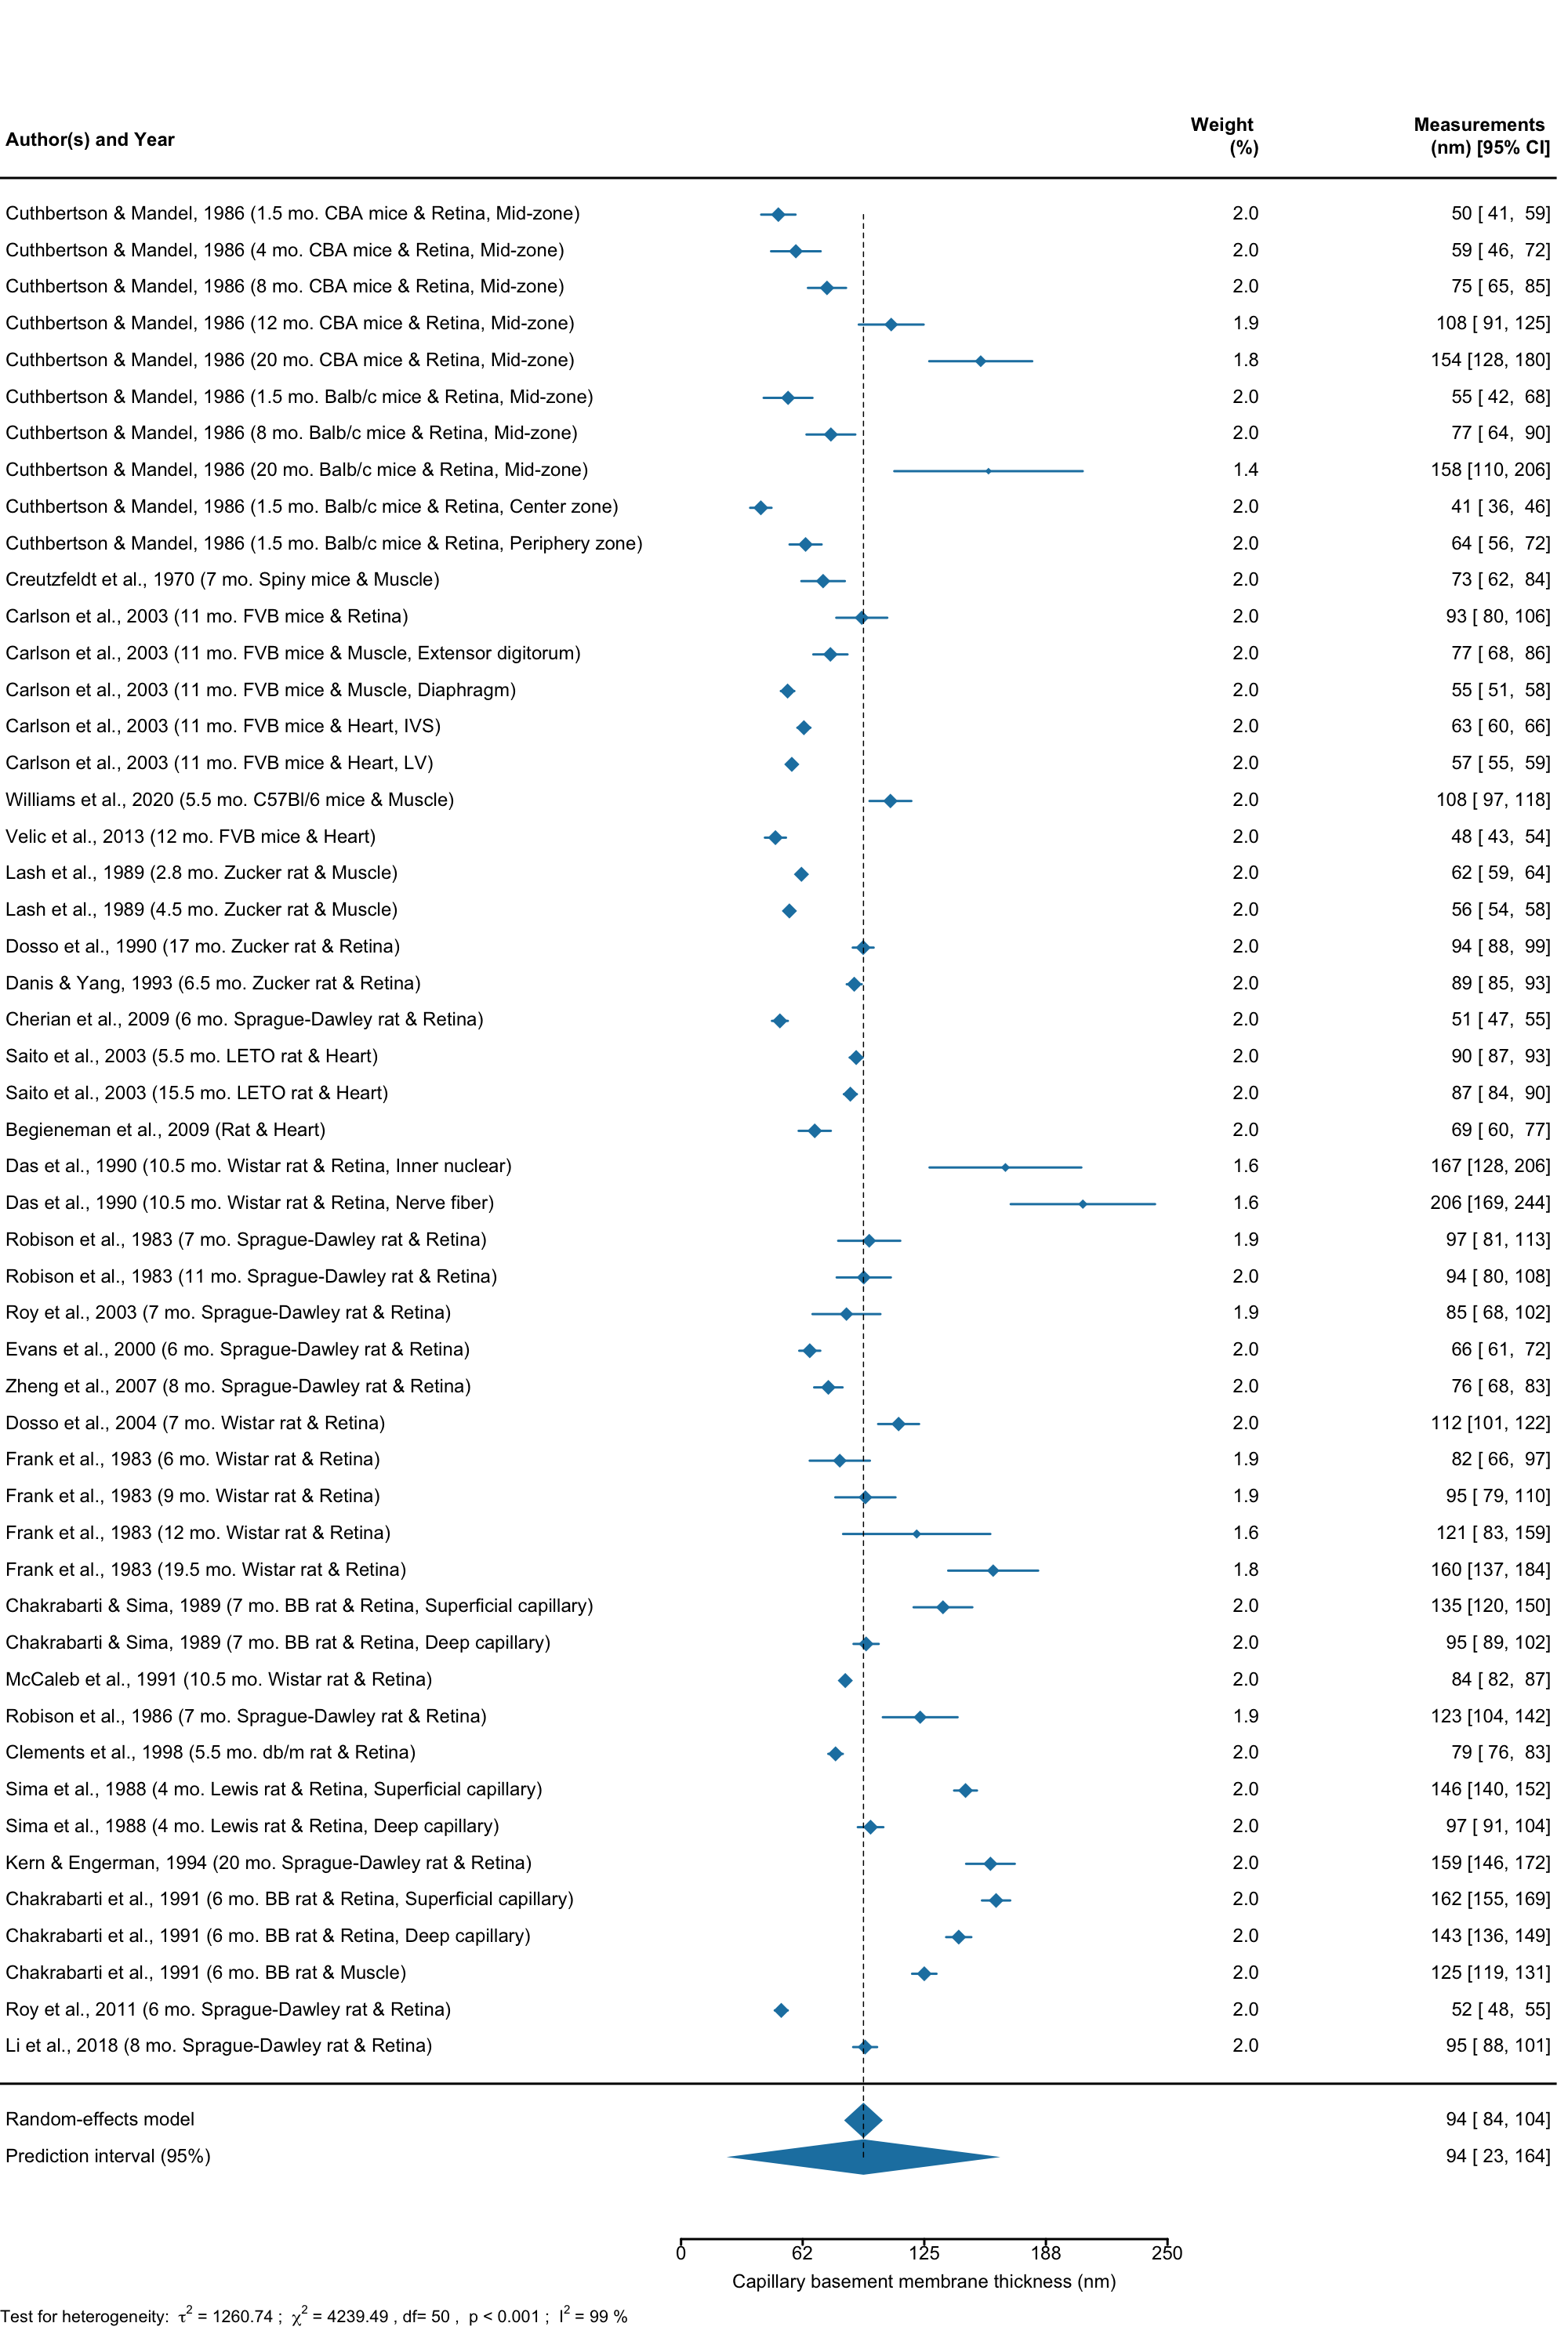 Author(s) and Year Weight (%) Measurements (nm) [95% CI]
Cuthbertson & Mandel, 1986 (1.5 mo. CBA mice & Retina, Mid-zone) 2.0 50 [ 41, 59]
Cuthbertson & Mandel, 1986 (4 mo. CBA mice & Retina, Mid-zone) 2.0 59 [ 46, 72]
Cuthbertson & Mandel, 1986 (8 mo. CBA mice & Retina, Mid-zone) 2.0 75 [ 65, 85]
Cuthbertson & Mandel, 1986 (12 mo. CBA mice & Retina, Mid-zone) 1.9 108 [ 91, 125]
Cuthbertson & Mandel, 1986 (20 mo. CBA mice & Retina, Mid-zone) 1.8 154 [128, 180]
Cuthbertson & Mandel, 1986 (1.5 mo. Balb/c mice & Retina, Mid-zone) 2.0 55 [ 42, 68]
Cuthbertson & Mandel, 1986 (8 mo. Balb/c mice & Retina, Mid-zone) 2.0 77 [ 64, 90]
Cuthbertson & Mandel, 1986 (20 mo. Balb/c mice & Retina, Mid-zone) 1.4 158 [110, 206]
Cuthbertson & Mandel, 1986 (1.5 mo. Balb/c mice & Retina, Center zone) 2.0 41 [ 36, 46]
Cuthbertson & Mandel, 1986 (1.5 mo. Balb/c mice & Retina, Periphery zone) 2.0 64 [ 56, 72]
Creutzfeldt et al., 1970 (7 mo. Spiny mice & Muscle) 2.0 73 [ 62, 84]
Carlson et al., 2003 (11 mo. FVB mice & Retina) 2.0 93 [ 80, 106]
Carlson et al., 2003 (11 mo. FVB mice & Muscle, Extensor digitorum) 2.0 77 [ 68, 86]
Carlson et al., 2003 (11 mo. FVB mice & Muscle, Diaphragm) 2.0 55 [ 51, 58]
Carlson et al., 2003 (11 mo. FVB mice & Heart, IVS) 2.0 63 [ 60, 66]
Carlson et al., 2003 (11 mo. FVB mice & Heart, LV) 2.0 57 [ 55, 59]
Williams et al., 2020 (5.5 mo. C57Bl/6 mice & Muscle) 2.0 108 [ 97, 118]
Velic et al., 2013 (12 mo. FVB mice & Heart) 2.0 48 [ 43, 54]
Lash et al., 1989 (2.8 mo. Zucker rat & Muscle) 2.0 62 [ 59, 64]
Lash et al., 1989 (4.5 mo. Zucker rat & Muscle) 2.0 56 [ 54, 58]
Dosso et al., 1990 (17 mo. Zucker rat & Retina) 2.0 94 [ 88, 99]
Danis & Yang, 1993 (6.5 mo. Zucker rat & Retina) 2.0 89 [ 85, 93]
Cherian et al., 2009 (6 mo. Sprague-Dawley rat & Retina) 2.0 51 [ 47, 55]
Saito et al., 2003 (5.5 mo. LETO rat & Heart) 2.0 90 [ 87, 93]
Saito et al., 2003 (15.5 mo. LETO rat & Heart) 2.0 87 [ 84, 90]
Begieneman et al., 2009 (Rat & Heart) 2.0 69 [ 60, 77]
Das et al., 1990 (10.5 mo. Wistar rat & Retina, Inner nuclear) 1.6 167 [128, 206]
Das et al., 1990 (10.5 mo. Wistar rat & Retina, Nerve fiber) 1.6 206 [169, 244]
Robison et al., 1983 (7 mo. Sprague-Dawley rat & Retina) 1.9 97 [ 81, 113]
Robison et al., 1983 (11 mo. Sprague-Dawley rat & Retina) 2.0 94 [ 80, 108]
Roy et al., 2003 (7 mo. Sprague-Dawley rat & Retina) 1.9 85 [ 68, 102]
Evans et al., 2000 (6 mo. Sprague-Dawley rat & Retina) 2.0 66 [ 61, 72]
Zheng et al., 2007 (8 mo. Sprague-Dawley rat & Retina) 2.0 76 [ 68, 83]
Dosso et al., 2004 (7 mo. Wistar rat & Retina) 2.0 112 [101, 122]
Frank et al., 1983 (6 mo. Wistar rat & Retina) 1.9 82 [ 66, 97]
Frank et al., 1983 (9 mo. Wistar rat & Retina) 1.9 95 [ 79, 110]
Frank et al., 1983 (12 mo. Wistar rat & Retina) 1.6 121 [ 83, 159]
Frank et al., 1983 (19.5 mo. Wistar rat & Retina) 1.8 160 [137, 184]
Chakrabarti & Sima, 1989 (7 mo. BB rat & Retina, Superficial capillary) 2.0 135 [120, 150]
Chakrabarti & Sima, 1989 (7 mo. BB rat & Retina, Deep capillary) 2.0 95 [ 89, 102]
McCaleb et al., 1991 (10.5 mo. Wistar rat & Retina) 2.0 84 [ 82, 87]
Robison et al., 1986 (7 mo. Sprague-Dawley rat & Retina) 1.9 123 [104, 142]
Clements et al., 1998 (5.5 mo. db/m rat & Retina) 2.0 79 [ 76, 83]
Sima et al., 1988 (4 mo. Lewis rat & Retina, Superficial capillary) 2.0 146 [140, 152]
Sima et al., 1988 (4 mo. Lewis rat & Retina, Deep capillary) 2.0 97 [ 91, 104]
Kern & Engerman, 1994 (20 mo. Sprague-Dawley rat & Retina) 2.0 159 [146, 172]
Chakrabarti et al., 1991 (6 mo. BB rat & Retina, Superficial capillary) 2.0 162 [155, 169]
Chakrabarti et al., 1991 (6 mo. BB rat & Retina, Deep capillary) 2.0 143 [136, 149]
Chakrabarti et al., 1991 (6 mo. BB rat & Muscle) 2.0 125 [119, 131]
Roy et al., 2011 (6 mo. Sprague-Dawley rat & Retina) 2.0 52 [ 48, 55]
Li et al., 2018 (8 mo. Sprague-Dawley rat & Retina) 2.0 95 [ 88, 101]
Random-effects model 94 [ 84, 104]
Prediction interval (95%) 94 [ 23, 164]
0 62 125 188 250
Capillary basement membrane thickness (nm)
Test for heterogeneity: τ² = 1260.74 ; χ² = 4239.49 , df= 50 , p < 0.001 ; I² = 99 %